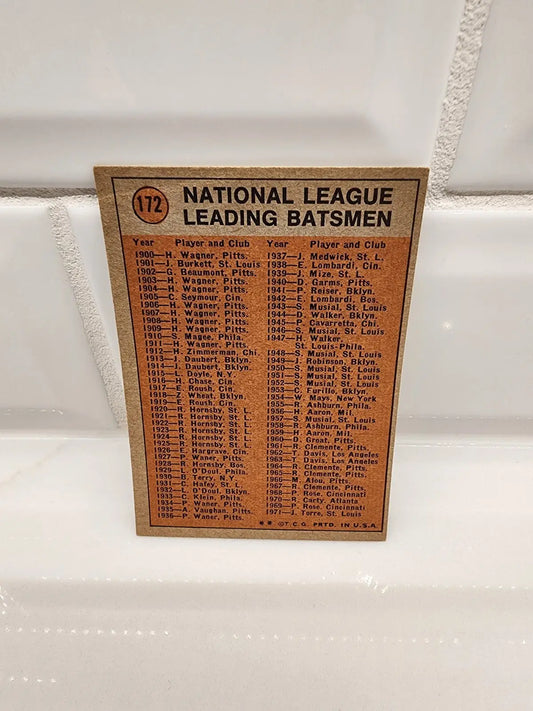 172
NATIONAL LEAGUE
LEADING BATSMEN
Year Player and Club
1900—H. Wagner, Pitts.
1901—J. Burkett, St. Louis
1902—G. Beaumont, Pitts.
1903—H. Wagner, Pitts.
1904—H. Wagner, Pitts.
1905—C. Seymour, Cin.
1906—H. Wagner, Pitts.
1907—H. Wagner, Pitts.
1908—H. Wagner, Pitts.
1909—H. Wagner, Pitts.
1910—S. Magee, Phila.
1911—H. Wagner, Pitts.
1912—H. Zimmerman, Chi
1913—J. Daubert, Bklyn.
1914—J. Daubert, Bklyn.
1915—L. Doyle, N.Y.
1916—H. Chase, Cin.
1917—E. Roush, Cin.
1918—Z. Wheat, Bklyn.
1919—E. Roush, Cin.
1920—R. Hornsby, St. L.
1921—R. Hornsby, St. L.
1922—R. Hornsby, St. L.
1923—R. Hornsby, St. L.
1924—R. Hornsby, St. L.
1925—R. Hornsby, St. L.
1926—E. Hargrave, Cin.
1927—P. Waner, Pitts.
1928—R. Hornsby, Bos.
1929—L. O'Doul, Phila.
1930—B. Terry, N.Y.
1931—C. Hafey, St. L.
1932—L. O'Doul, Bklyn.
1933—C. Klein, Phila.
1934—P. Waner, Pitts.
1935—A. Vaughan, Pitts.
1936—P. Waner, Pitts.
Year Player and Club
1937—J. Medwick, St. L.
1938—E. Lombardi, Cin.
1939—J. Mize, St. L.
1940—D. Garms, Pitts.
1941—P. Reiser, Bklyn.
1942—E. Lombardi, Bos.
1943—S. Musial, St. Louis
1944—D. Walker, Bklyn.
1945—P. Cavarretta, Chi.
1946—S. Musial, St. Louis
1947—H. Walker,
St. Louis-Phila.
1948—S. Musial, St. Louis
1949—J. Robinson, Bklyn.
1950—S. Musial, St. Louis
1951—S. Musial, St. Louis
1952—S. Musial, St. Louis
1953—C. Furillo, Bklyn.
1954—W. Mays, New York
1955—R. Ashburn, Phila.
1956—H. Aaron, Mil.
1957—S. Musial, St. Louis
1958—R. Ashburn, Phila.
1959—H. Aaron, Mil.
1960—D. Groat, Pitts.
1961—R. Clemente, Pitts.
1962—T. Davis, Los Angeles
1963—T. Davis, Los Angeles
1964—R. Clemente, Pitts.
1965—R. Clemente, Pitts.
1966—M. Alou, Pitts.
1967—R. Clemente, Pitts.
1968—P. Rose, Cincinnati
1970—R. Carty, Atlanta
1969—P. Rose, Cincinnati
1971—J. Torre, St. Louis
** ©T.C.G. PRTD. IN U.S.A.